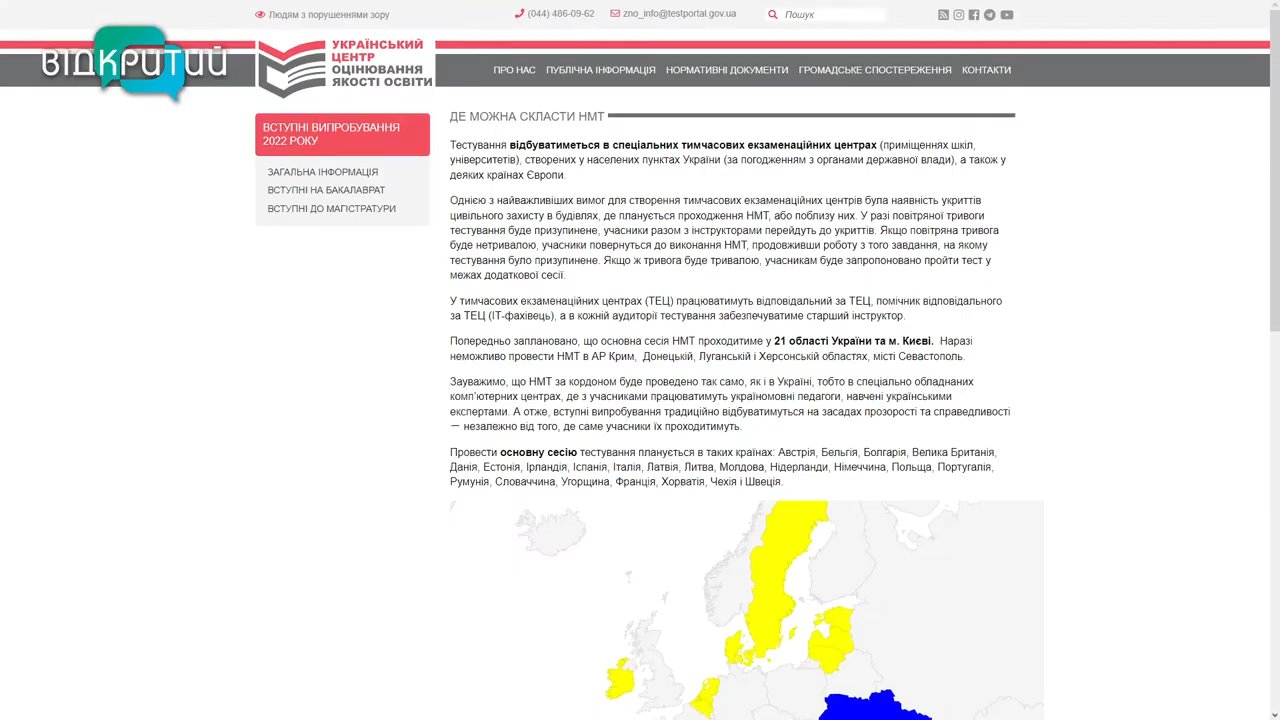 Людям з порушеннями зору
(044) 486-09-62
zno_info@testportal.gov.ua
Пошук
ВІДКРИТИЙ
УКРАЇНСЬКИЙ
ЦЕНТР
ОЦІНЮВАННЯ
ЯКОСТІ ОСВІТИ
ПРО НАС ПУБЛІЧНА ІНФОРМАЦІЯ НОРМАТИВНІ ДОКУМЕНТИ ГРОМАДСЬКЕ СПОСТЕРЕЖЕННЯ КОНТАКТИ
ВСТУПНІ ВИПРОБУВАННЯ
2022 РОКУ
ЗАГАЛЬНА ІНФОРМАЦІЯ
ВСТУПНІ НА БАКАЛАВРАТ
ВСТУПНІ ДО МАГІСТРАТУРИ
ДЕ МОЖНА СКЛАСТИ НМТ
Тестування відбуватиметься в спеціальних тимчасових екзаменаційних центрах (приміщеннях шкіл,
університетів), створених у населених пунктах України (за погодженням з органами державної влади), а також у
деяких країнах Європи.
Однією з найважливіших вимог для створення тимчасових екзаменаційних центрів була наявність укриттів
цивільного захисту в будівлях, де планується проходження НМТ, або поблизу них. У разі повітряної тривоги
тестування буде призупинене, учасники разом з інструкторами перейдуть до укриттів. Якщо повітряна тривога
буде нетривалою, учасники повернуться до виконання НМТ, продовживши роботу з того завдання, на якому
тестування було призупинене. Якщо ж тривога буде тривалою, учасникам буде запропоновано пройти тест у
межах додаткової сесії.
У тимчасових екзаменаційних центрах (ТЕЦ) працюватимуть відповідальний за ТЕЦ, помічник відповідального
за ТЕЦ (ІТ-фахівець), а в кожній аудиторії тестування забезпечуватиме старший інструктор.
Попередньо заплановано, що основна сесія НМТ проходитиме у 21 області України та м. Києві. Наразі
неможливо провести НМТ в АР Крим, Донецькій, Луганській і Херсонській областях, місті Севастополь.
Зауважимо, що НМТ за кордоном буде проведено так само, як і в Україні, тобто в спеціально обладнаних
комп’ютерних центрах, де з учасниками працюватимуть україномовні педагоги, навчені українськими
експертами. А отже, вступні випробування традиційно відбуватимуться на засадах прозорості та справедливості
— незалежно від того, де саме учасники їх проходитимуть.
Провести основну сесію тестування планується в таких країнах: Австрія, Бельгія, Болгарія, Велика Британія,
Данія, Естонія, Ірландія, Іспанія, Італія, Латвія, Литва, Молдова, Нідерланди, Німеччина, Польща, Португалія,
Румунія, Словаччина, Угорщина, Франція, Хорватія, Чехія і Швеція.